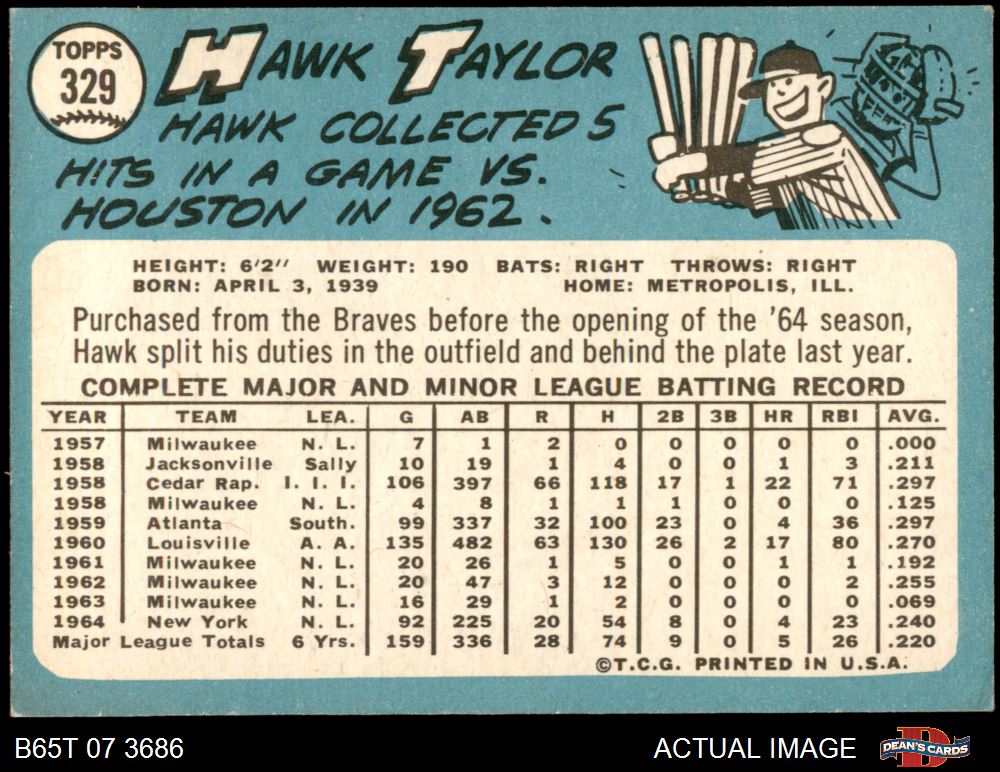 TOPPS
329
HAWK TAYLOR
HAWK COLLECTED 5
HITS IN A GAME VS.
HOUSTON IN 1962.
HEIGHT: 6'2" WEIGHT: 190 BATS: RIGHT THROWS: RIGHT
BORN: APRIL 3, 1939 HOME: METROPOLIS, ILL.
Purchased from the Braves before the opening of the '64 season,
Hawk split his duties in the outfield and behind the plate last year.
COMPLETE MAJOR AND MINOR LEAGUE BATTING RECORD
YEAR TEAM LEA. G AB R H 2B 3B HR RBI AVG.
1957 Milwaukee N. L. 7 1 2 0 0 0 0 0 .000
1958 Jacksonville Sally 10 19 1 4 0 0 1 3 .211
1958 Cedar Rap. I. I. I. 106 397 66 118 17 1 22 71 .297
1958 Milwaukee N. L. 4 8 1 1 1 0 0 0 .125
1959 Atlanta South. 99 337 32 100 23 0 4 36 .297
1960 Louisville A. A. 135 482 63 130 26 2 17 80 .270
1961 Milwaukee N. L. 20 26 1 5 0 0 1 1 .192
1962 Milwaukee N. L. 20 47 3 12 0 0 0 2 .255
1963 Milwaukee N. L. 16 29 1 2 0 0 0 0 .069
1964 New York N. L. 92 225 20 54 8 0 4 23 .240
Major League Totals 6 Yrs. 159 336 28 74 9 0 5 26 .220
©T.C.G. PRINTED IN U.S.A.
B65T 07 3686 ACTUAL IMAGE DEAN'S CARDS